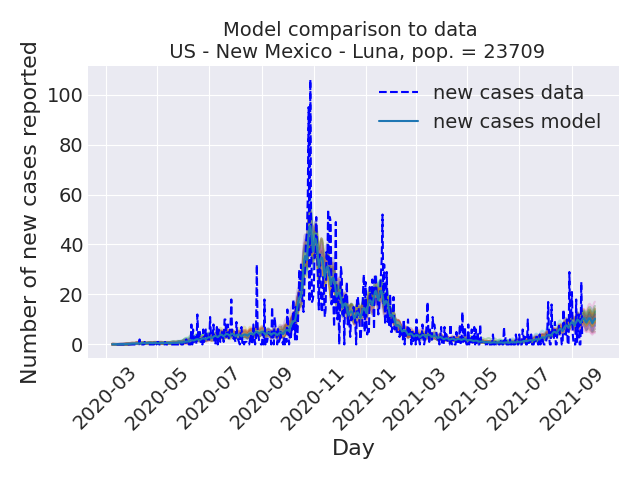 Model comparison to data
US - New Mexico - Luna, pop. = 23709
Number of new cases reported
100
80
60
40
20
0
new cases data
new cases model
2020-03
2020-05
2020-07
2020-09
2020-11
2021-01
2021-03
2021-05
2021-07
2021-09
Day